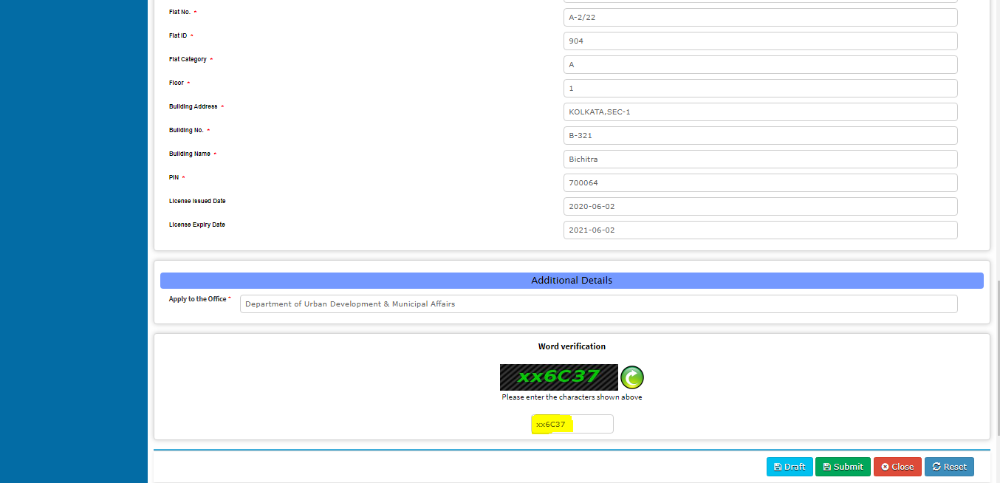 Flat No. * A-2/22
Flat ID * 904
Flat Category * A
Floor * 1
Building Address * KOLKATA,SEC-1
Building No. * B-321
Building Name * Bichitra
PIN * 700064
License Issued Date 2020-06-02
License Expiry Date 2021-06-02
Additional Details
Apply to the Office * Department of Urban Development & Municipal Affairs
Word verification
xx6C37
Please enter the characters shown above
xx6C37
Draft Submit Close Reset